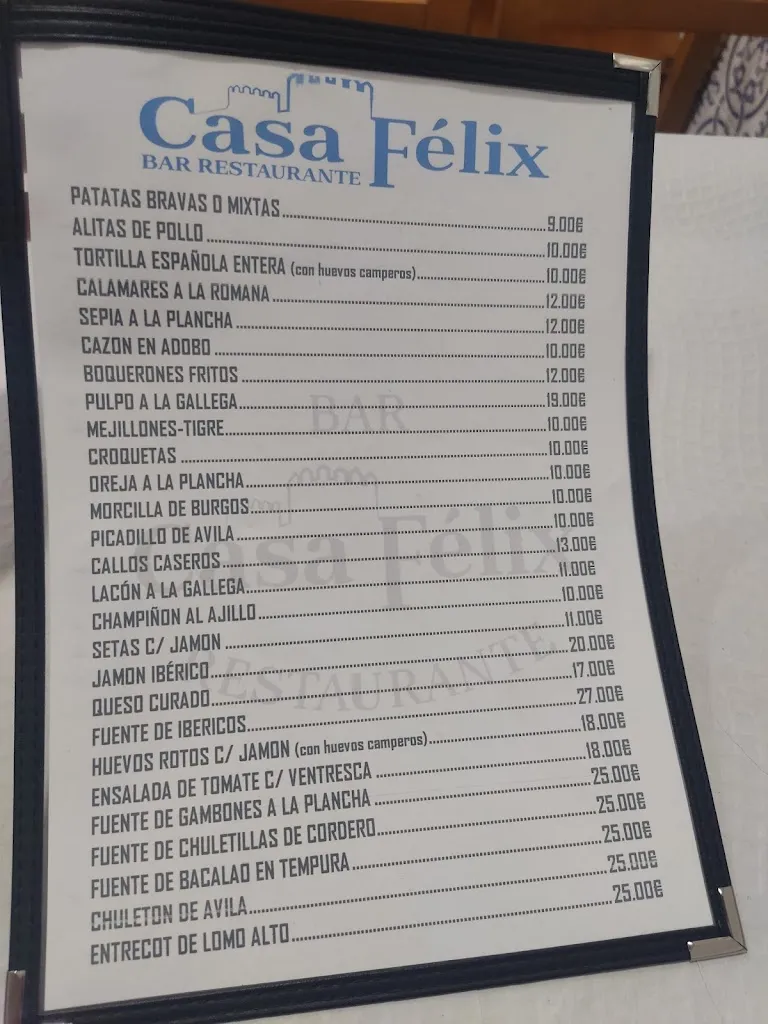 Casa Félix
BAR RESTAURANTE
PATATAS BRAVAS O MIXTAS 9.00€
ALITAS DE POLLO 10.00€
TORTILLA ESPAÑOLA ENTERA (con huevos camperos) 10.00€
CALAMARES A LA ROMANA 12.00€
SEPIA A LA PLANCHA 12.00€
CAZON EN ADOBO 10.00€
BOQUERONES FRITOS 12.00€
PULPO A LA GALLEGA 19.00€
MEJILLONES-TIGRE 10.00€
CROQUETAS 10.00€
OREJA A LA PLANCHA 10.00€
MORCILLA DE BURGOS 10.00€
PICADILLO DE AVILA 10.00€
CALLOS CASEROS 13.00€
LACÓN A LA GALLEGA 11.00€
CHAMPIÑON AL AJILLO 10.00€
SETAS C/ JAMON 11.00€
JAMON IBÉRICO 20.00€
QUESO CURADO 17.00€
FUENTE DE IBERICOS 27.00€
HUEVOS ROTOS C/ JAMON (con huevos camperos) 18.00€
ENSALADA DE TOMATE C/ VENTRESCA 18.00€
FUENTE DE GAMBONES A LA PLANCHA 25.00€
FUENTE DE CHULETILLAS DE CORDERO 25.00€
FUENTE DE BACALAO EN TEMPURA 25.00€
CHULETON DE AVILA 25.00€
ENTRECOT DE LOMO ALTO 25.00€
BAR
Casa Félix
RESTAURANTE